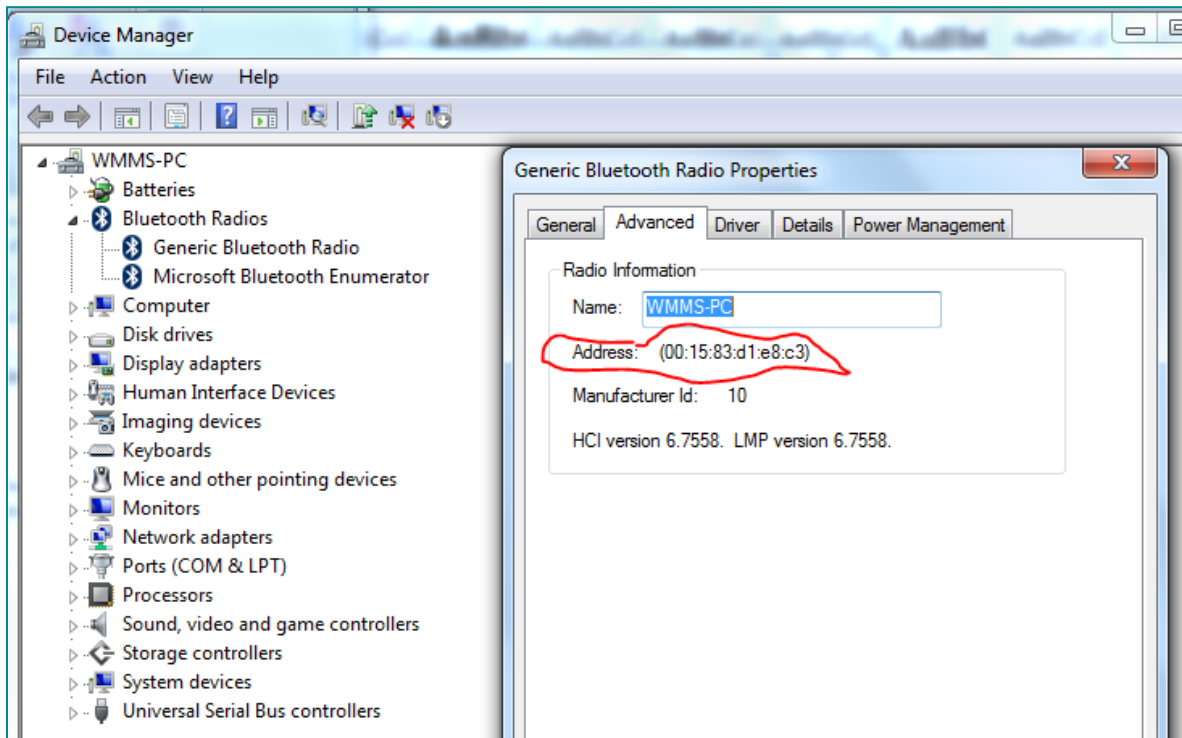 Device Manager
File Action View Help
WMMS-PC
Batteries
Bluetooth Radios
Generic Bluetooth Radio
Microsoft Bluetooth Enumerator
Computer
Disk drives
Display adapters
Human Interface Devices
Imaging devices
Keyboards
Mice and other pointing devices
Monitors
Network adapters
Ports (COM & LPT)
Processors
Sound, video and game controllers
Storage controllers
System devices
Universal Serial Bus controllers
Generic Bluetooth Radio Properties
General Advanced Driver Details Power Management
Radio Information
Name: WMMS-PC
Address: (00:15:83:d1:e8:c3)
Manufacturer Id: 10
HCI version 6.7558. LMP version 6.7558.